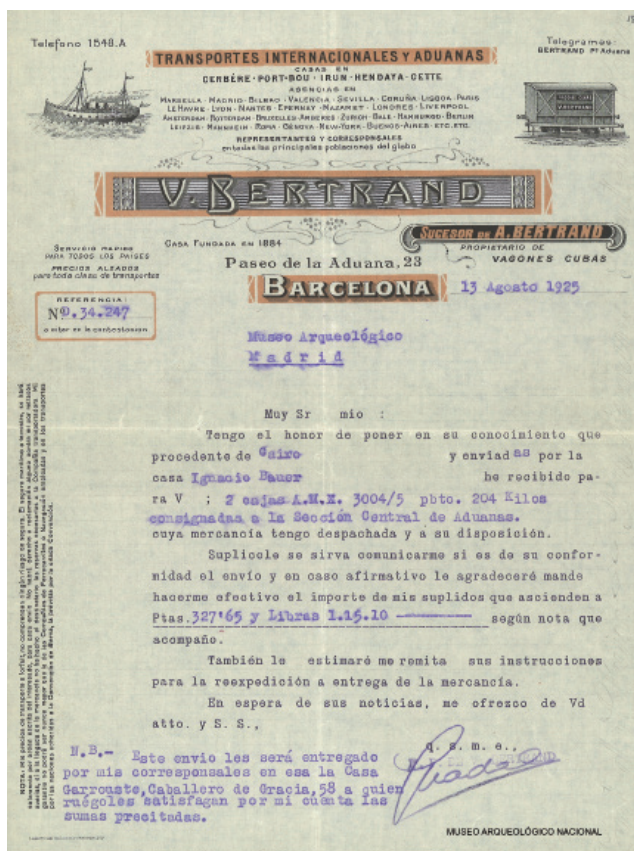 Telefono 1548.A
Telegramas:
BERTRAND Pº Aduana
TRANSPORTES INTERNACIONALES Y ADUANAS
CASAS EN
CERBÈRE·PORT-BOU·IRUN·HENDAYA·CETTE
AGENCIAS EN
MARSELLA·MADRID·BILBAO·VALENCIA·SEVILLA·CORUÑA·LISBOA·PARIS
LE HAVRE·LYON·NANTES·EPERNAY·MAZAMET·LONDRES·LIVERPOOL
AMSTERDAM·ROTTERDAM·BRUXELLES·AMBERES·ZURICH·BALE·HAMBURGO·BERLIN
LEIPZIG·MANNHEIM·ROMA·GÉNOVA·NEW-YORK·BUENOS-AIRES·ETC.ETC.
REPRESENTANTES Y CORRESPONSALES
en todas las principales poblaciones del globo
V. BERTRAND
SUCESOR DE A. BERTRAND
CASA FUNDADA EN 1884
PROPIETARIO DE
VAGONES CUBAS
SERVICIO RAPIDO
PARA TODOS LOS PAISES
PRECIOS ALZADOS
para toda clase de transportes
Paseo de la Aduana, 23
BARCELONA
13 Agosto 1925
REFERENCIA:
Nº. 34.247
a citar en la contestación
Museo Arqueológico
Madrid
Muy Sr mio :
Tengo el honor de poner en su conocimiento que
procedente de Cairo y enviadas por la
casa Ignacio Bauer he recibido pa-
ra V ; 2 cajas A.M.X. 3004/5 pbto. 204 Kilos
consignadas a la Sección Central de Aduanas.
cuya mercancía tengo despachada y a su disposición.
Suplicole se sirva comunicarme si es de su confor-
midad el envío y en caso afirmativo le agradeceré mande
hacerme efectivo el importe de mis suplidos que ascienden a
Ptas. 327'65 y Libras 1.15.10 ——— según nota que
acompaño.
También le estimaré me remita sus instrucciones
para la reexpedición a entrega de la mercancía.
En espera de sus noticias, me ofrezco de Vd
atto. y S. S.,
q. s. m. e.,
N.B.- Este envio les será entregado
por mis corresponsales en esa la Casa
Garrouste, Caballero de Gracia, 58 a quien
ruégoles satisfagan por mi cuenta las
sumas precitadas.
MUSEO ARQUEOLÓGICO NACIONAL